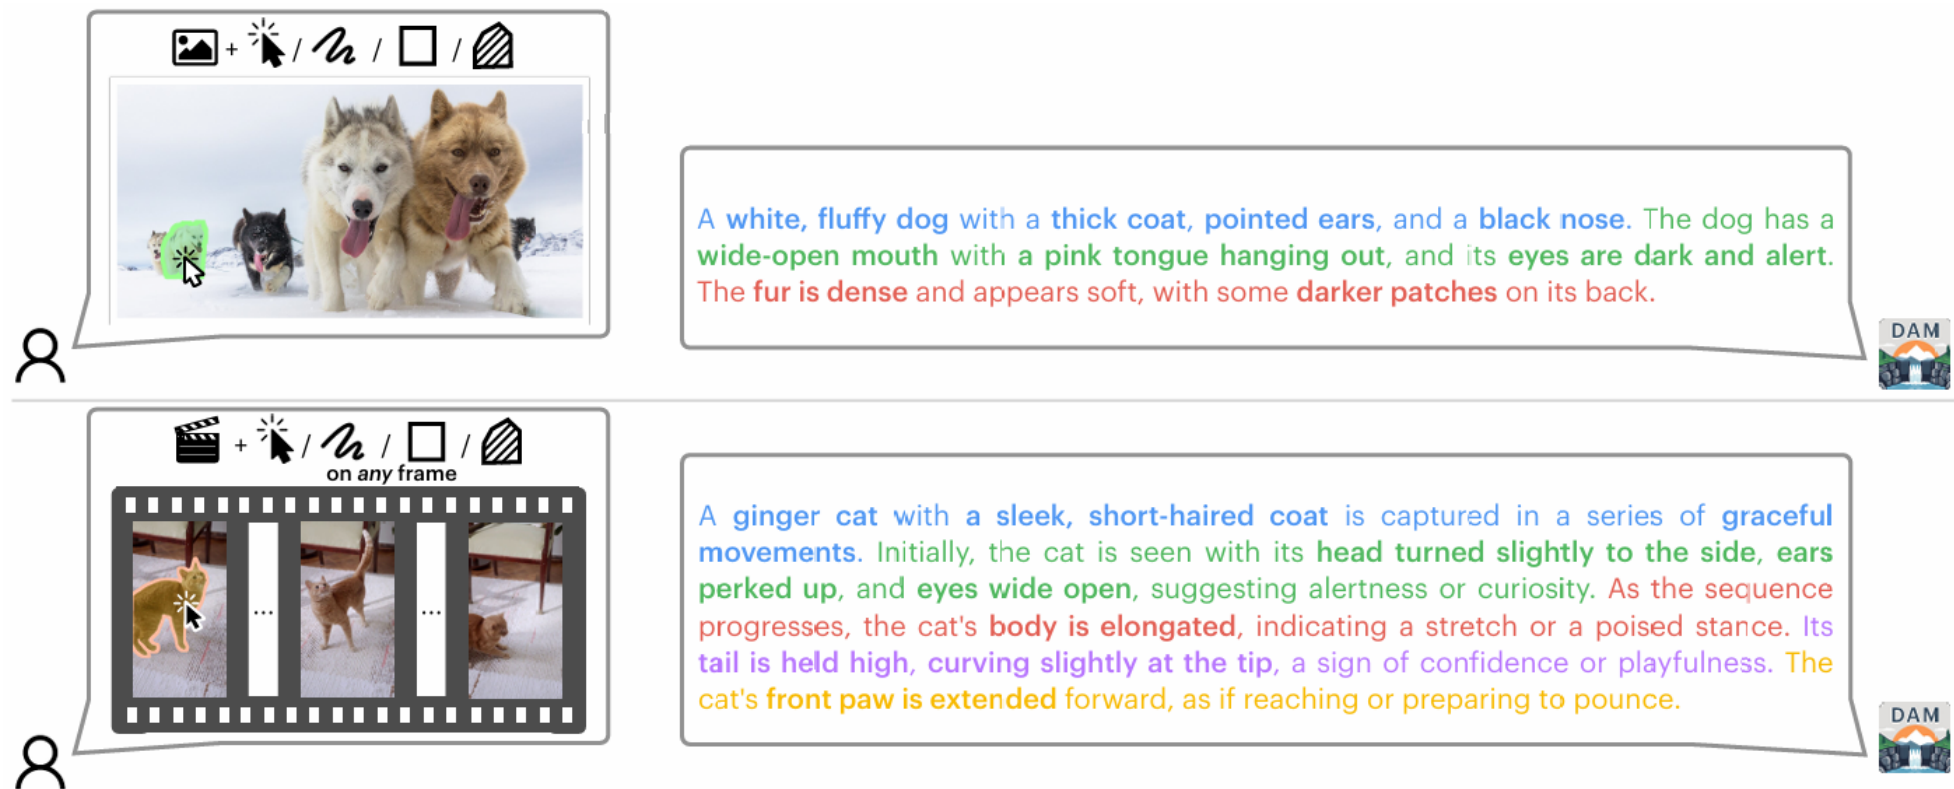 + / / /
A white, fluffy dog with a thick coat, pointed ears, and a black nose. The dog has a
wide-open mouth with a pink tongue hanging out, and its eyes are dark and alert.
The fur is dense and appears soft, with some darker patches on its back.
DAM
+ / / /
on any frame
... ...
A ginger cat with a sleek, short-haired coat is captured in a series of graceful
movements. Initially, the cat is seen with its head turned slightly to the side, ears
perked up, and eyes wide open, suggesting alertness or curiosity. As the sequence
progresses, the cat's body is elongated, indicating a stretch or a poised stance. Its
tail is held high, curving slightly at the tip, a sign of confidence or playfulness. The
cat's front paw is extended forward, as if reaching or preparing to pounce.
DAM